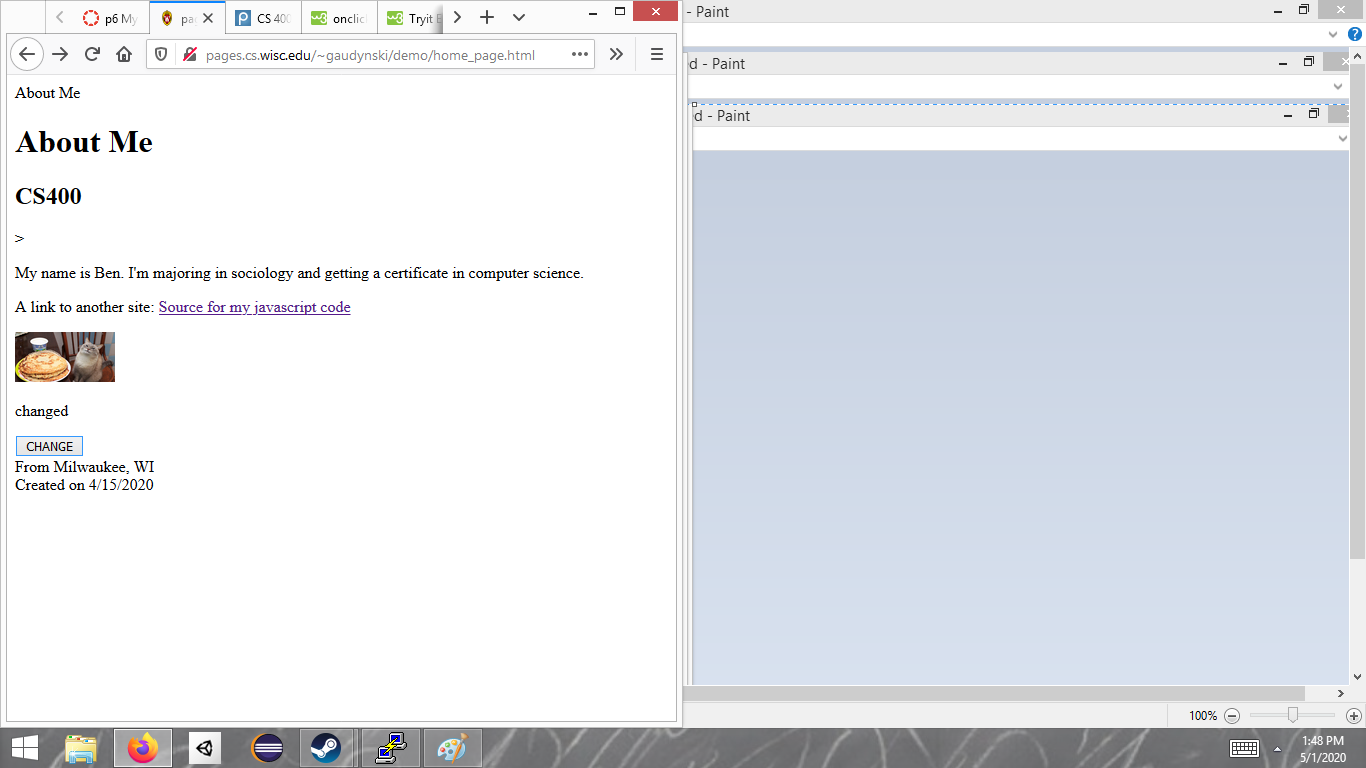 p6 My
pa
CS 400
onclic
Tryit E
- Paint
pages.cs.wisc.edu/~gaudynski/demo/home_page.html
d - Paint
ed - Paint
About Me
About Me
CS400
>
My name is Ben. I'm majoring in sociology and getting a certificate in computer science.
A link to another site: Source for my javascript code
changed
CHANGE
From Milwaukee, WI
Created on 4/15/2020
100%
1:48 PM
5/1/2020